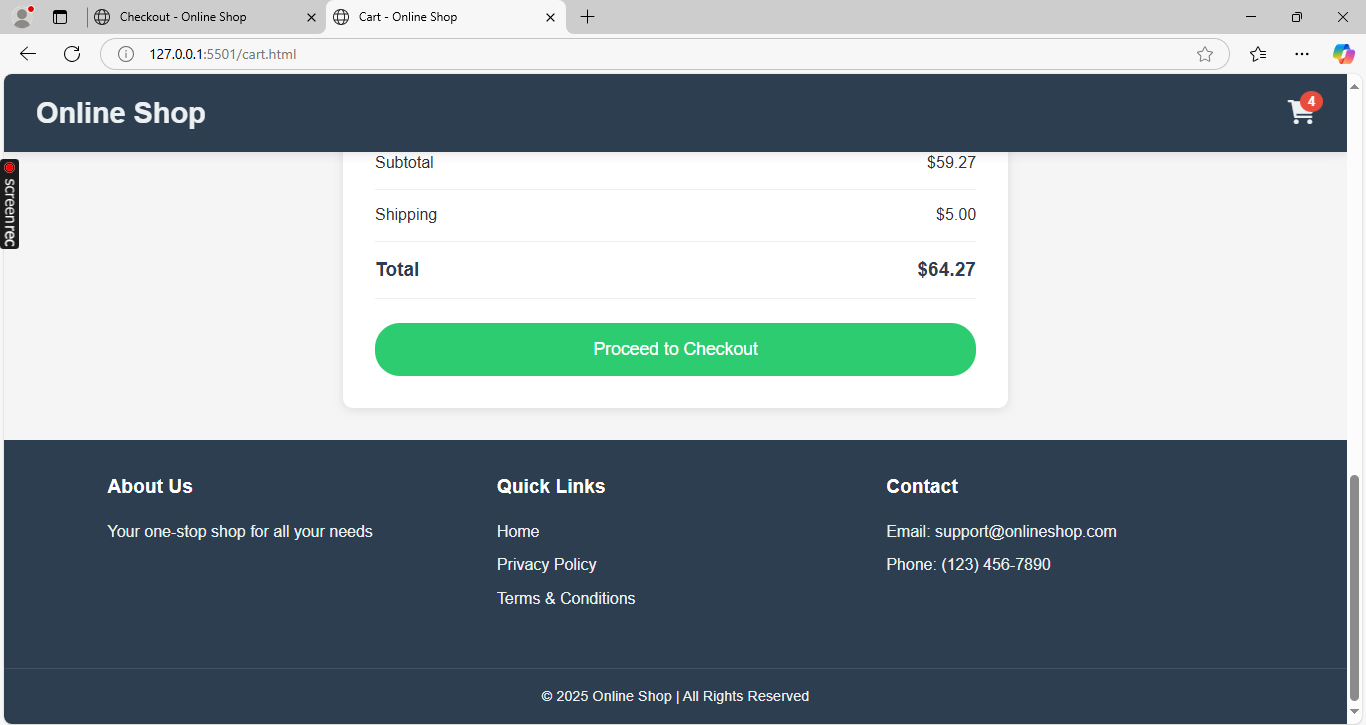 Checkout - Online Shop
Cart - Online Shop
127.0.0.1:5501/cart.html
Online Shop
4
screenrec
Subtotal $59.27
Shipping $5.00
Total $64.27
Proceed to Checkout
About Us
Your one-stop shop for all your needs
Quick Links
Home
Privacy Policy
Terms & Conditions
Contact
Email: support@onlineshop.com
Phone: (123) 456-7890
© 2025 Online Shop | All Rights Reserved